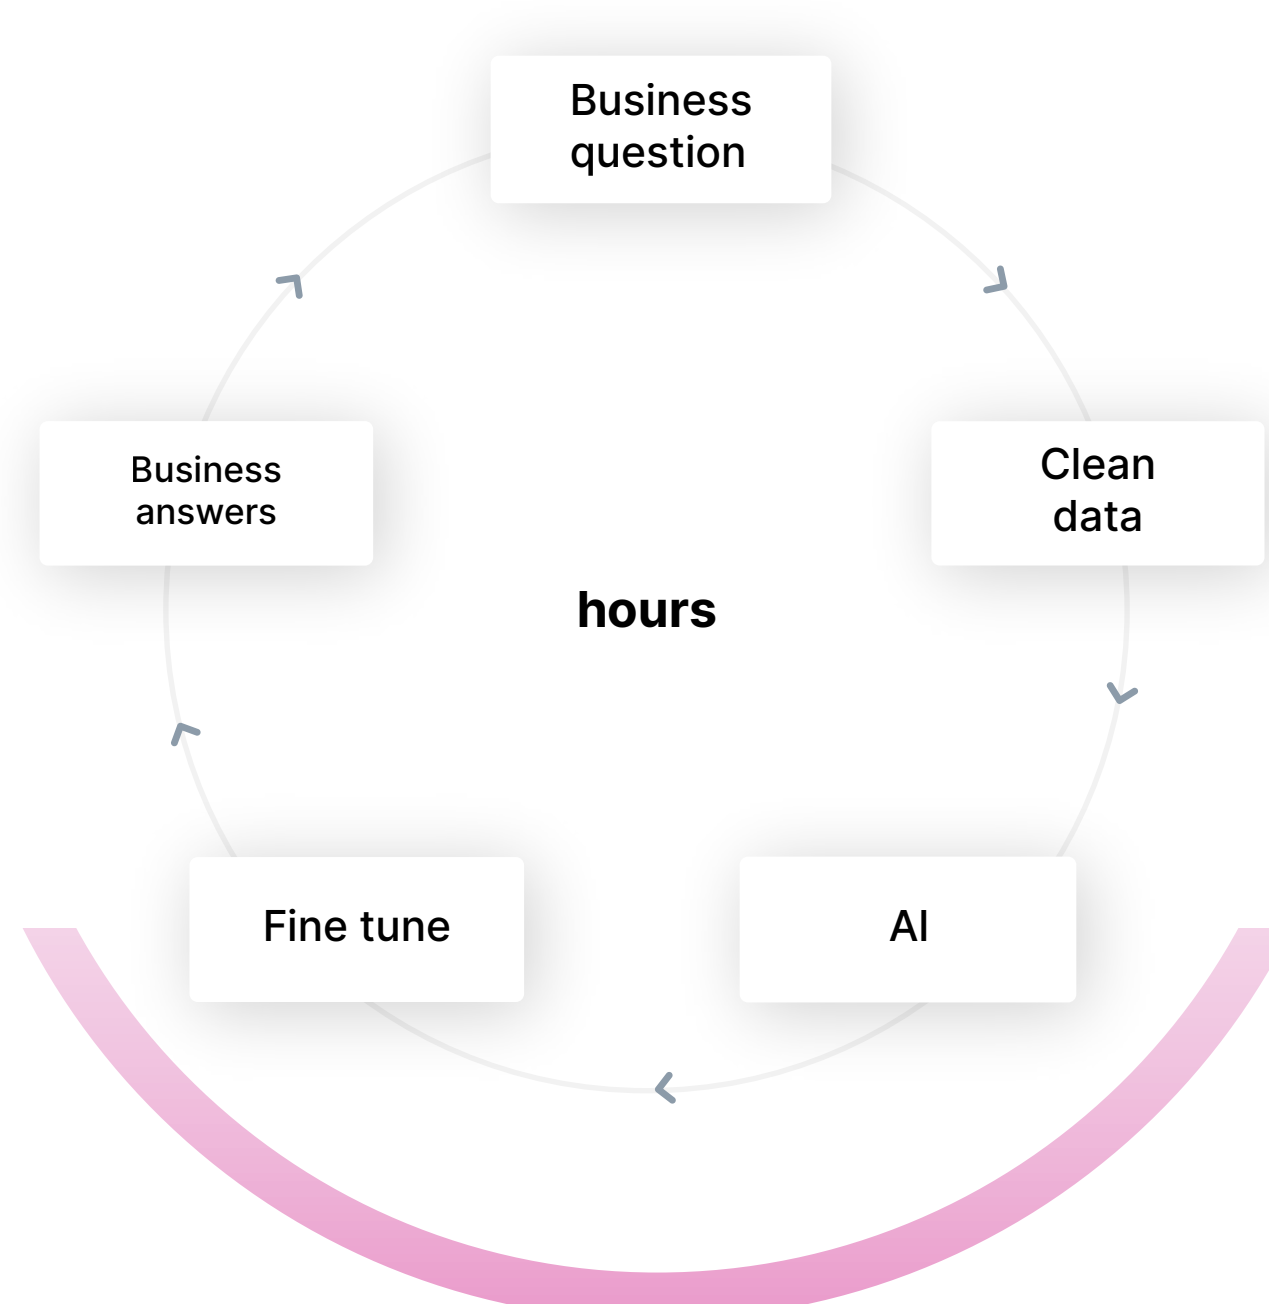 Business
question
Clean
data
Business
answers
hours
Fine tune
AI